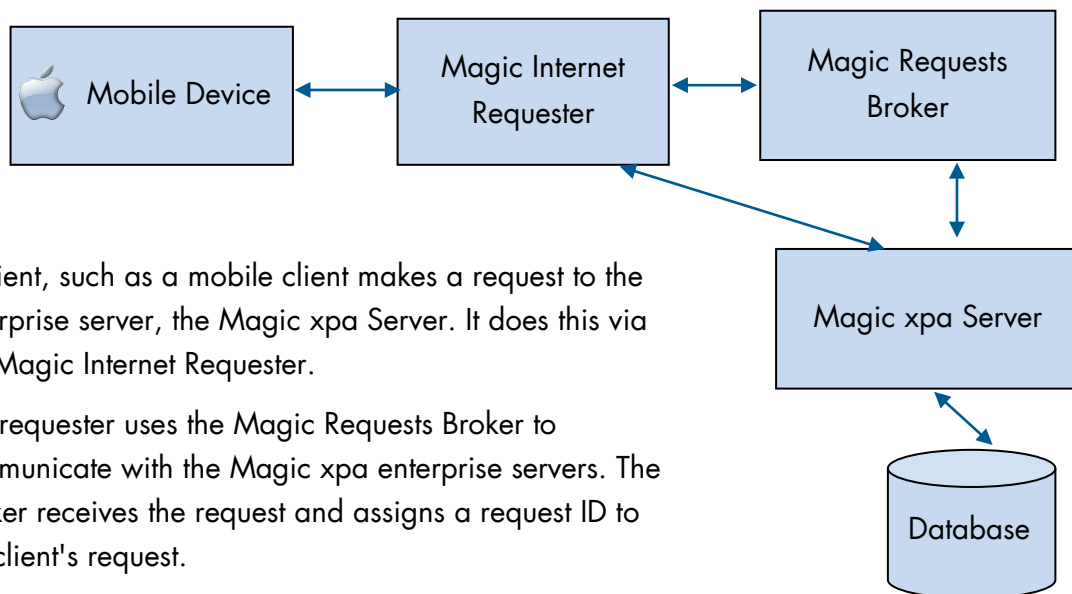 Mobile Device
Magic Internet
Requester
Magic Requests
Broker
Magic xpa Server
Database
ient, such as a mobile client makes a request to the
rprise server, the Magic xpa Server. It does this via
Magic Internet Requester.
requester uses the Magic Requests Broker to
municate with the Magic xpa enterprise servers. The
ker receives the request and assigns a request ID to
client's request.